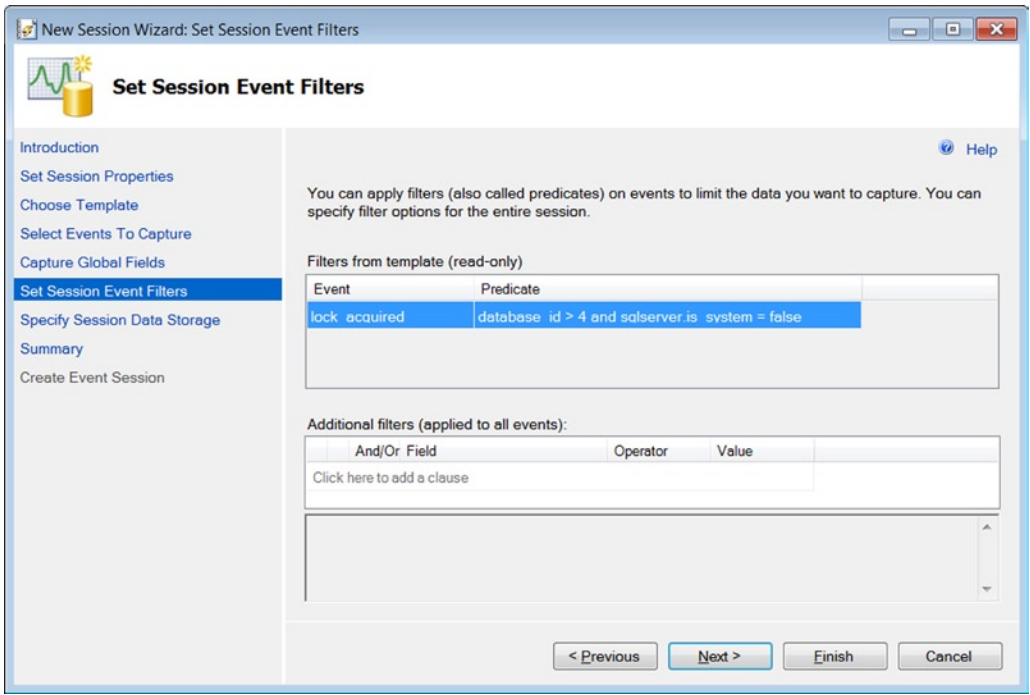 New Session Wizard: Set Session Event Filters
Set Session Event Filters
Introduction
Set Session Properties
Choose Template
Select Events To Capture
Capture Global Fields
Set Session Event Filters
Specify Session Data Storage
Summary
Create Event Session
Help
You can apply filters (also called predicates) on events to limit the data you want to capture. You can
specify filter options for the entire session.
Filters from template (read-only)
Event Predicate
lock_acquired database_id > 4 and sqlserver.is_system = false
Additional filters (applied to all events):
And/Or Field Operator Value
Click here to add a clause
< Previous Next > Finish Cancel